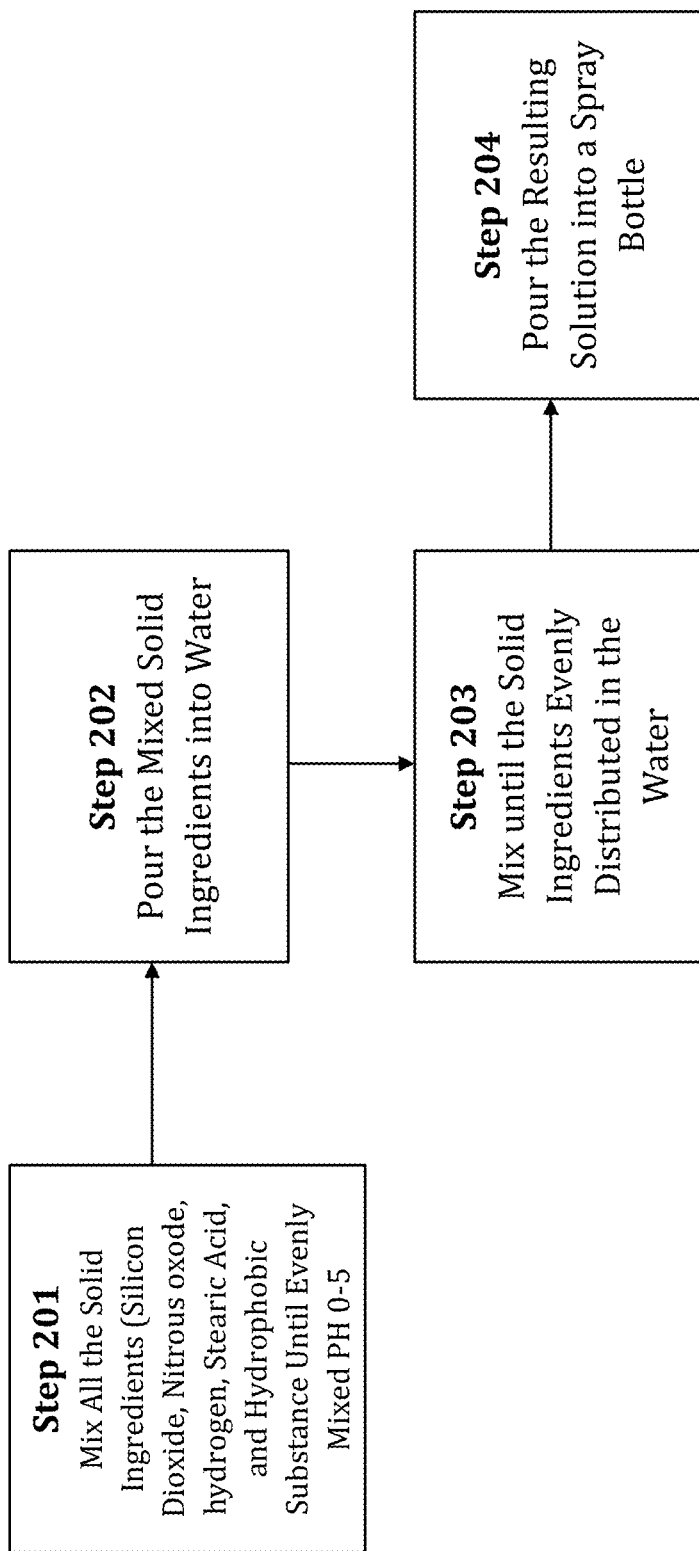 Step 201
Mix All the Solid
Ingredients (Silicon
Dioxide, Nitrous oxode,
hydrogen, Stearic Acid,
and Hydrophobic
Substance Until Evenly
Mixed PH 0-5
Step 202
Pour the Mixed Solid
Ingredients into Water
Step 203
Mix until the Solid
Ingredients Evenly
Distributed in the
Water
Step 204
Pour the Resulting
Solution into a Spray
Bottle